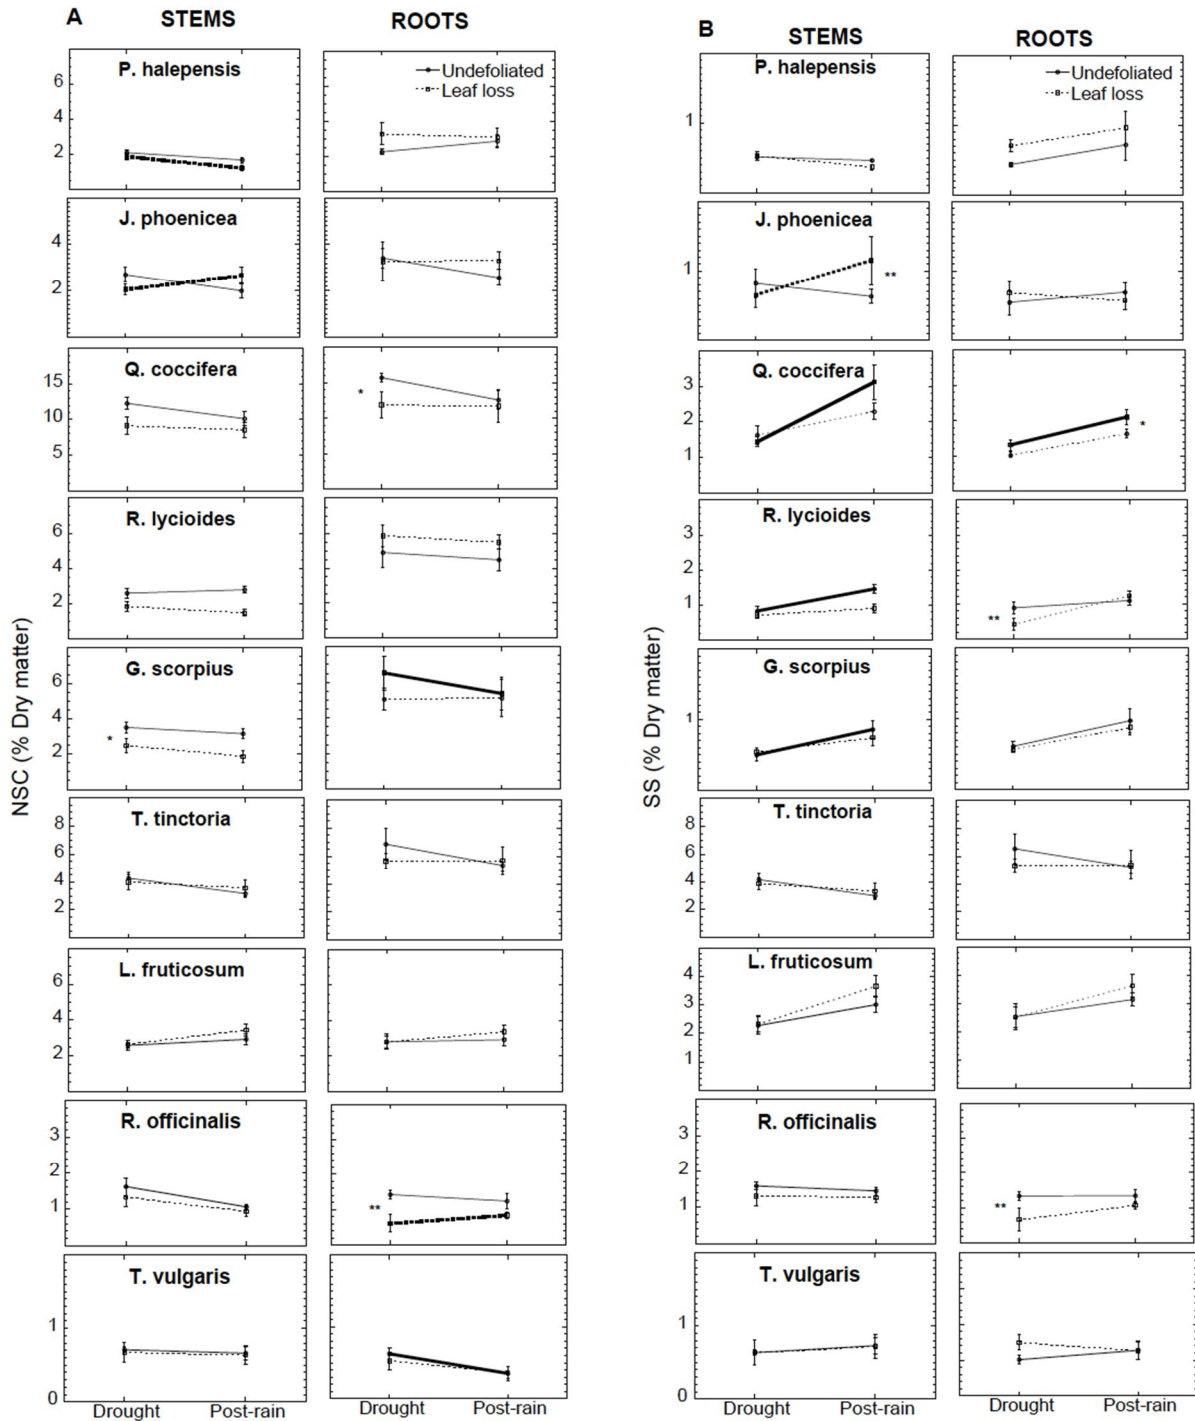 A
STEMS
ROOTS
B
STEMS
ROOTS
P. halepensis
Undefoliated
Leaf loss
6
4
2
P. halepensis
Undefoliated
Leaf loss
1
J. phoenicea
4
2
J. phoenicea
1
**
Q. coccifera
15
10
5
*
Q. coccifera
3
2
1
*
R. lycioides
6
4
2
R. lycioides
3
2
1
**
G. scorpius
6
4
2
*
G. scorpius
1
T. tinctoria
8
6
4
2
T. tinctoria
8
6
4
2
L. fruticosum
6
4
2
L. fruticosum
4
3
2
1
R. officinalis
3
2
1
**
R. officinalis
3
2
1
**
T. vulgaris
1
0
T. vulgaris
1
0
NSC (% Dry matter)
SS (% Dry matter)
Drought Post-rain
Drought Post-rain
Drought Post-rain
Drought Post-rain